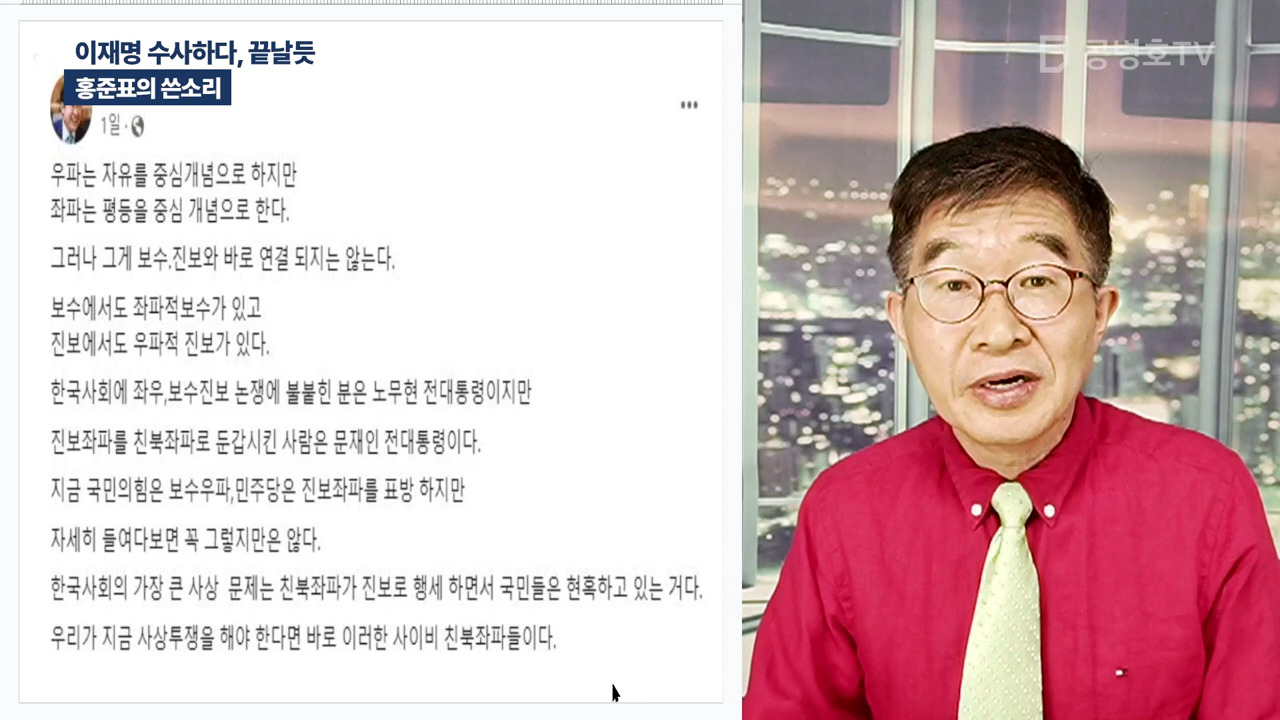 이재명 수사하다, 끝날듯
홍준표의 쓴소리
공병호TV
1일 ·
우파는 자유를 중심개념으로 하지만
좌파는 평등을 중심 개념으로 한다.
그러나 그게 보수.진보와 바로 연결 되지는 않는다.
보수에서도 좌파적보수가 있고
진보에서도 우파적 진보가 있다.
한국사회에 좌우,보수진보 논쟁에 불붙힌 분은 노무현 전대통령이지만
진보좌파를 친북좌파로 둔갑시킨 사람은 문재인 전대통령이다.
지금 국민의힘은 보수우파,민주당은 진보좌파를 표방 하지만
자세히 들여다보면 꼭 그렇지만은 않다.
한국사회의 가장 큰 사상 문제는 친북좌파가 진보로 행세 하면서 국민들은 현혹하고 있는 거다.
우리가 지금 사상투쟁을 해야 한다면 바로 이러한 사이비 친북좌파들이다.